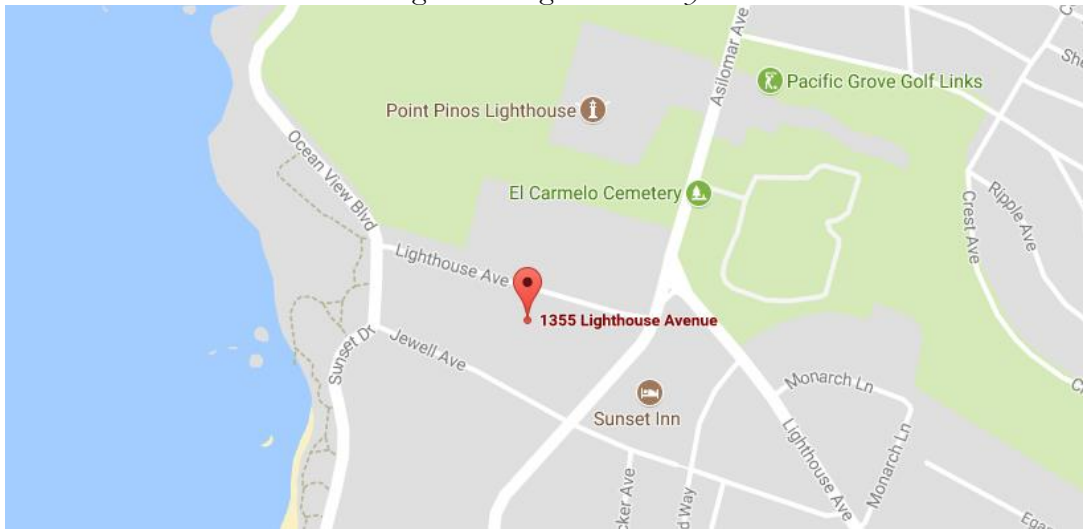 Asilomar Ave
Pacific Grove Golf Links
Point Pinos Lighthouse
Ocean View Blvd
El Carmelo Cemetery
Ripple Ave
Crest Ave
Lighthouse Ave
1355 Lighthouse Avenue
Sunset Dr
Jewell Ave
Monarch Ln
Sunset Inn
Lighthouse Ave
Monarch Ln